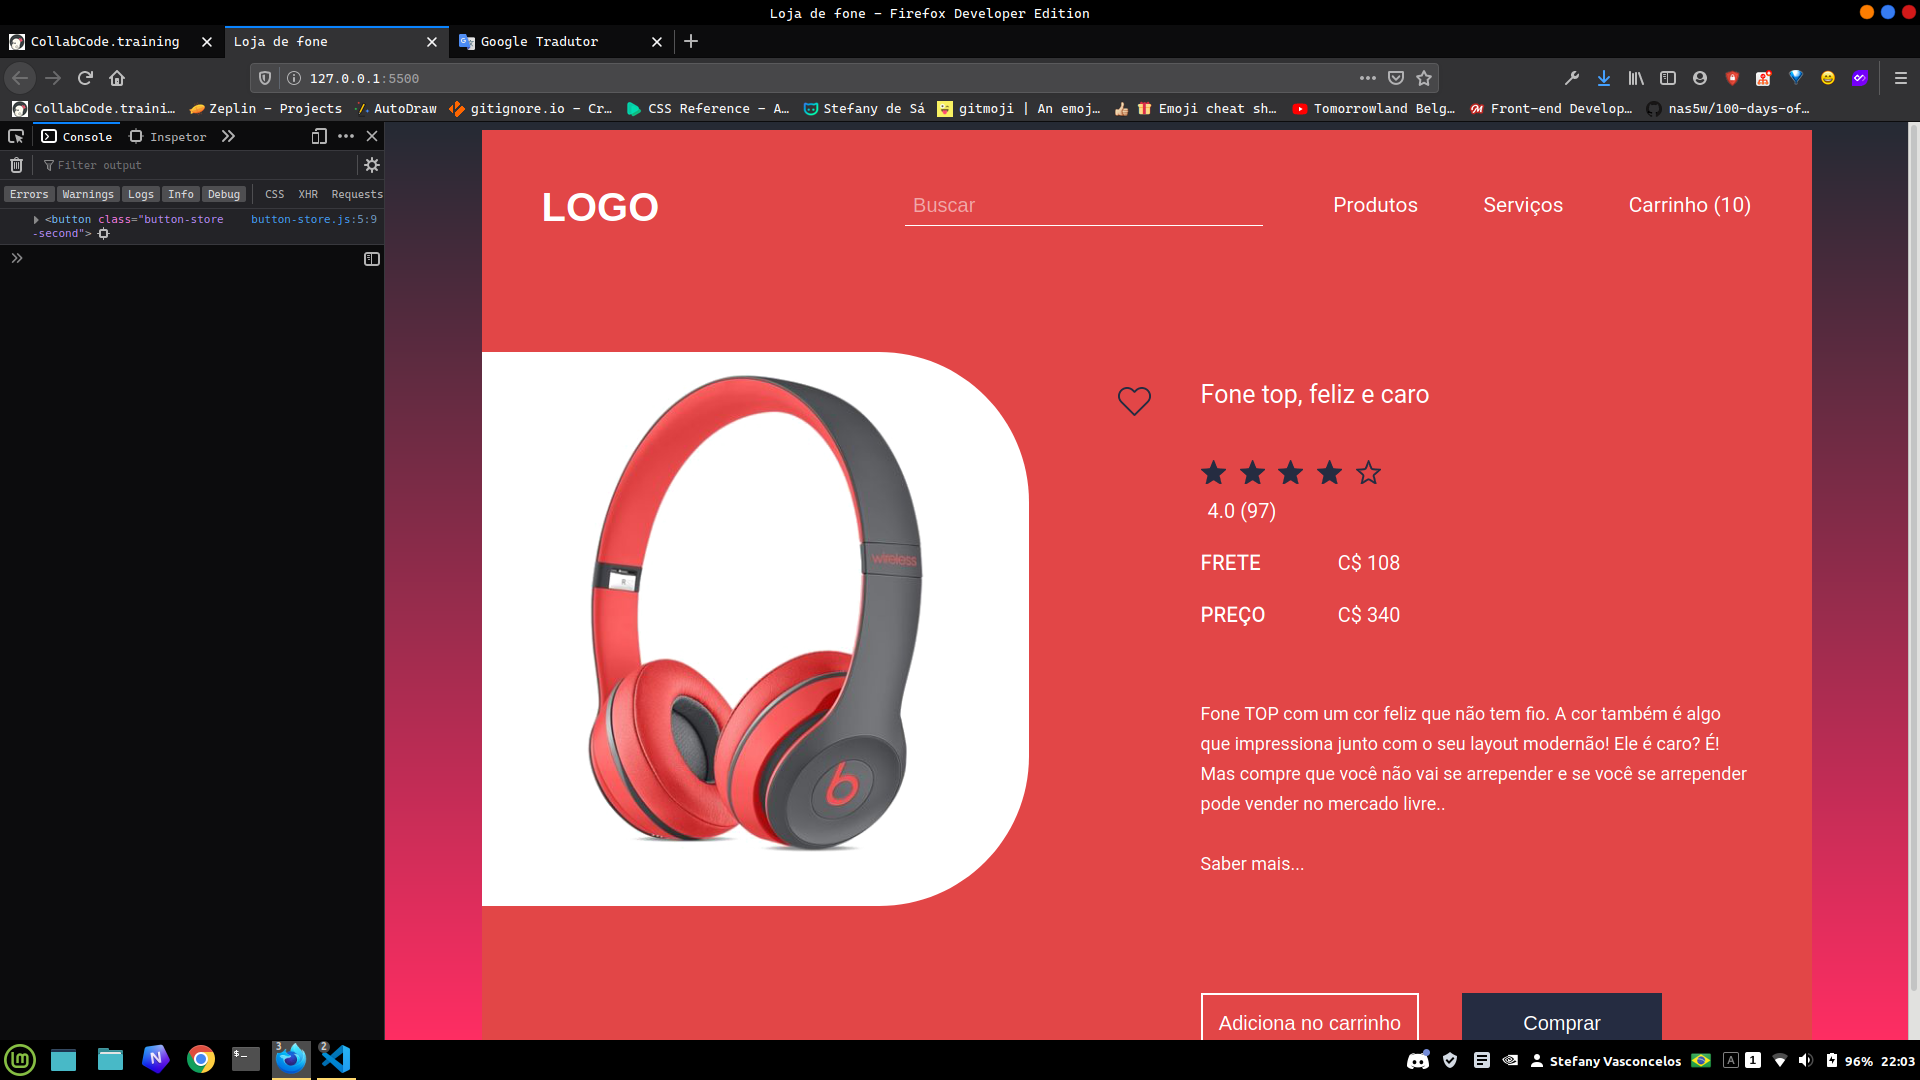 Loja de fone – Firefox Developer Edition
CollabCode.training
Loja de fone
Google Tradutor
127.0.0.1:5500
CollabCode.traini…
Zeplin - Projects
AutoDraw
gitignore.io - Cr…
CSS Reference - A…
Stefany de Sá
gitmoji | An emoj…
Emoji cheat sh…
Tomorrowland Belg…
Front-end Develop…
nas5w/100-days-of…
Console
Inspetor
Filter output
Errors Warnings Logs Info Debug CSS XHR Requests
<button class="button-store button-store.js:5:9
-second">
LOGO
Buscar
Produtos
Serviços
Carrinho (10)
wireless
b
Fone top, feliz e caro
4.0 (97)
FRETE C$ 108
PREÇO C$ 340
Fone TOP com um cor feliz que não tem fio. A cor também é algo
que impressiona junto com o seu layout modernão! Ele é caro? É!
Mas compre que você não vai se arrepender e se você se arrepender
pode vender no mercado livre..
Saber mais...
Adiciona no carrinho
Comprar
3
2
Stefany Vasconcelos
A
1
96%
22:03